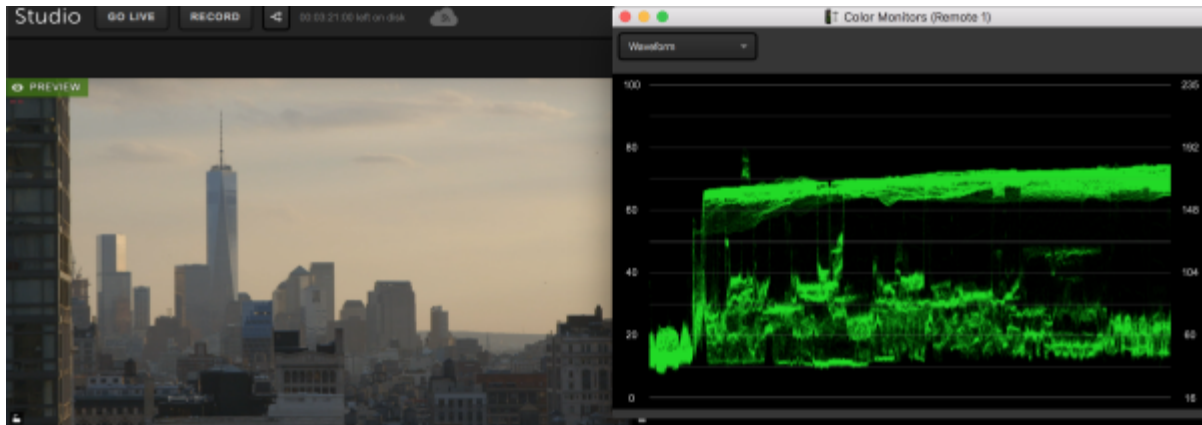 Studio GO LIVE RECORD 00:03:21:00 left on disk
PREVIEW
Color Monitors (Remote 1)
Waveform
100 235
80 192
60 148
40 104
20 60
0 16